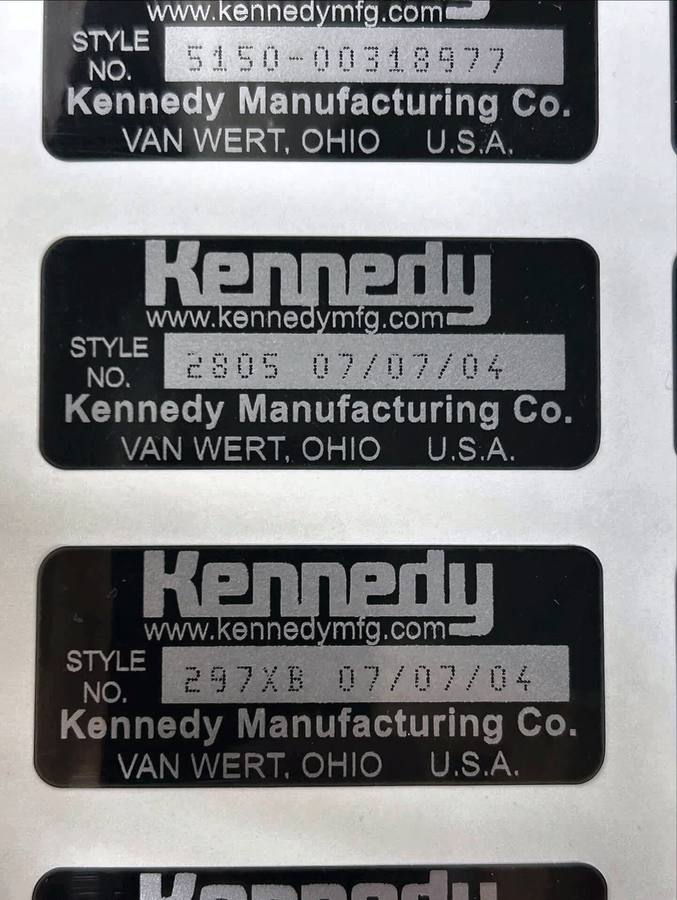 www.kennedymfg.com
STYLE NO. 5150-00318977
Kennedy Manufacturing Co.
VAN WERT, OHIO U.S.A.
Kennedy
www.kennedymfg.com
STYLE NO. 2805 07/07/04
Kennedy Manufacturing Co.
VAN WERT, OHIO U.S.A.
Kennedy
www.kennedymfg.com
STYLE NO. 297XB 07/07/04
Kennedy Manufacturing Co.
VAN WERT, OHIO U.S.A.
Kennedy